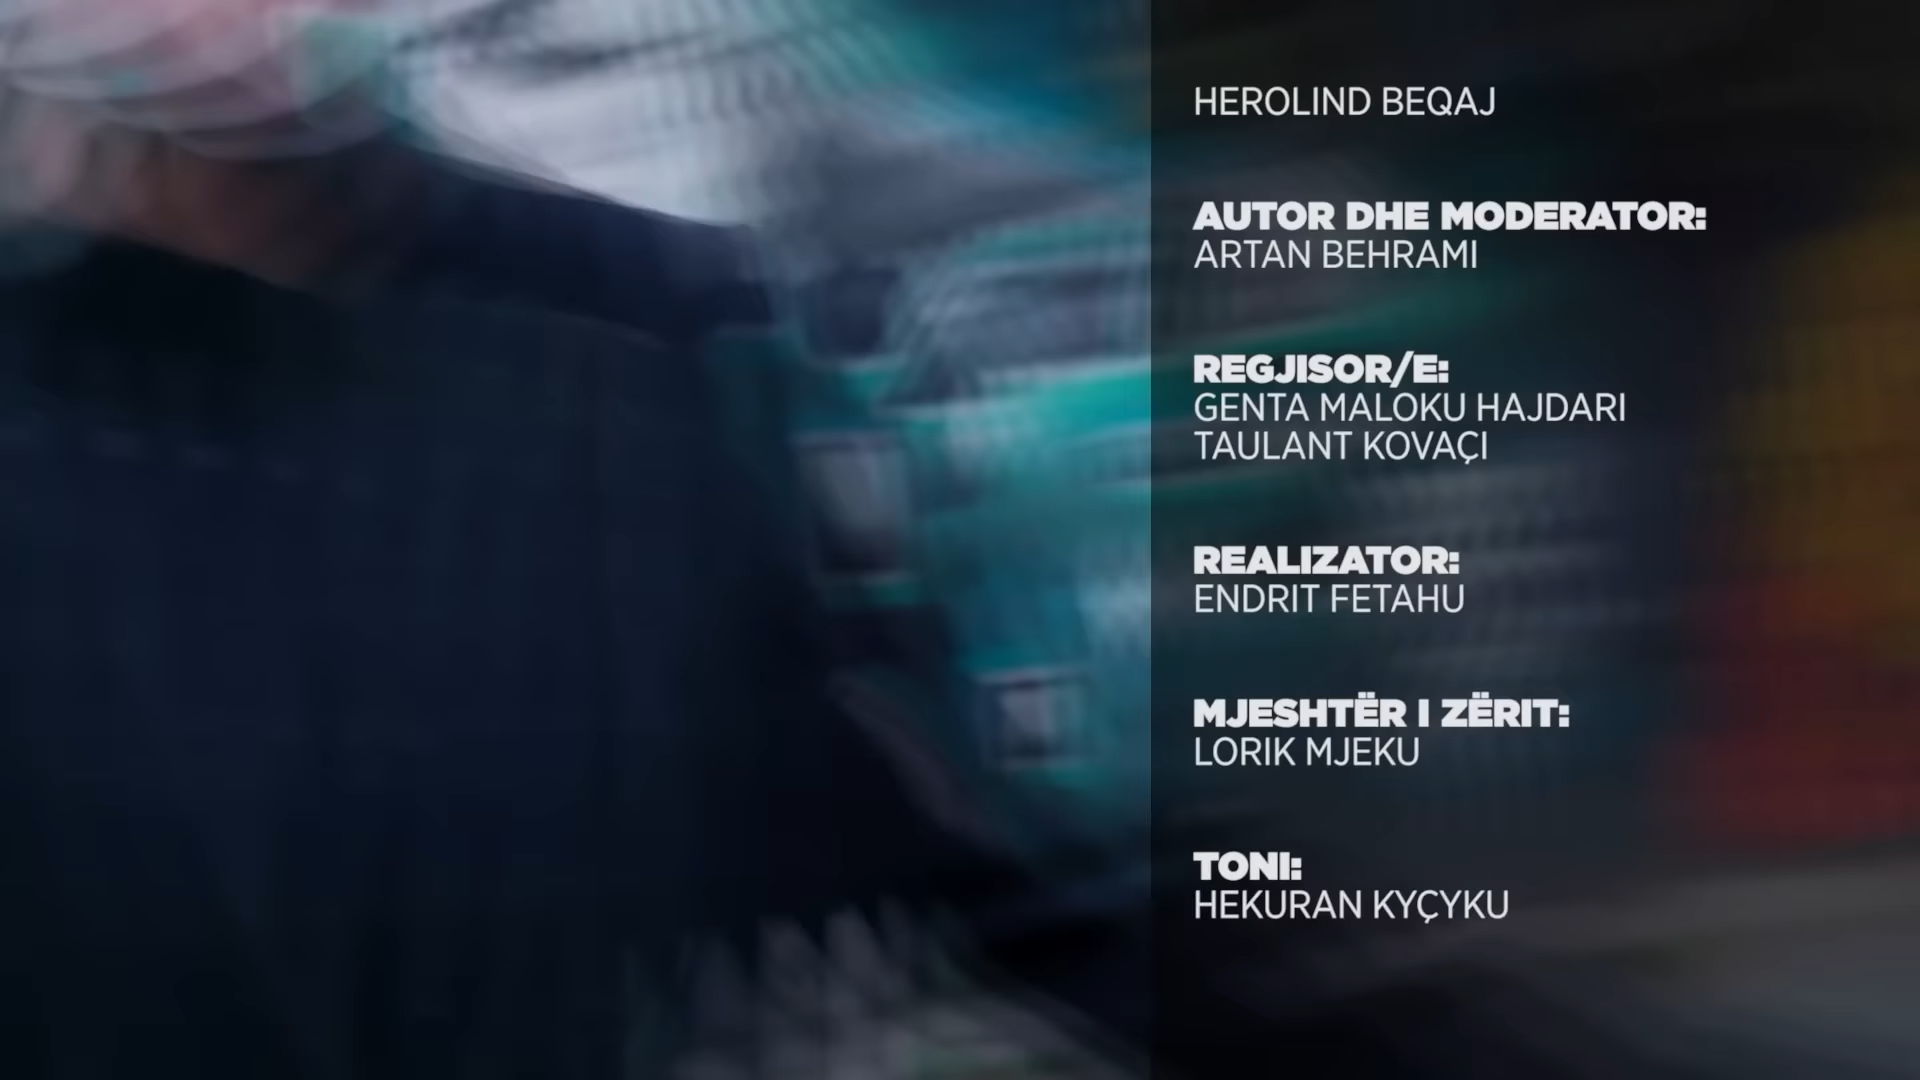 HEROLIND BEQAJ
AUTOR DHE MODERATOR:
ARTAN BEHRAMI
REGJISOR/E:
GENTA MALOKU HAJDARI
TAULANT KOVAÇI
REALIZATOR:
ENDRIT FETAHU
MJESHTËR I ZËRIT:
LORIK MJEKU
TONI:
HEKURAN KYÇYKU